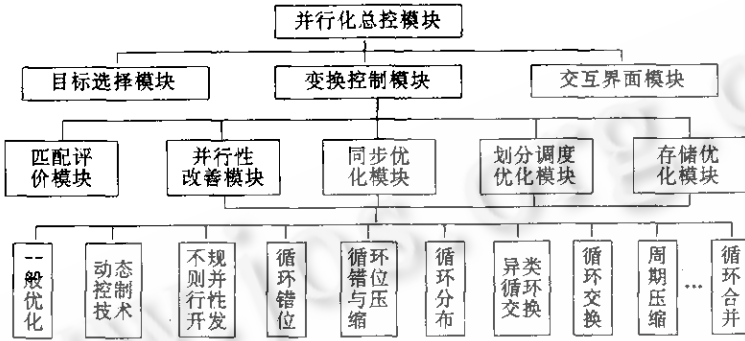 并行化总控模块
目标选择模块
变换控制模块
交互界面模块
匹配评
价模块
并行性
改善模块
同步优
化模块
划分调度
优化模块
存储优
化模块
一般优化
动态
控制
技术
不规
则并
行性
开发
循环错位
循环
错位
与压
缩
循环分布
异类
循环
交换
循环交换
周期压缩
…
循环合并